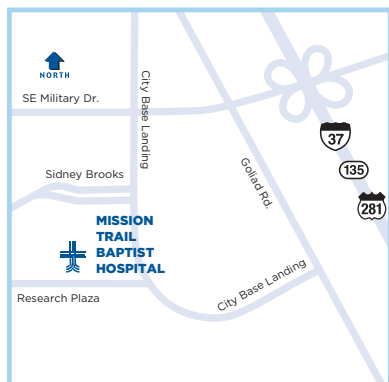 NORTH
SE Military Dr.
City Base Landing
37
135
281
Sidney Brooks
Goliad Rd.
MISSION
TRAIL
BAPTIST
HOSPITAL
City Base Landing
Research Plaza